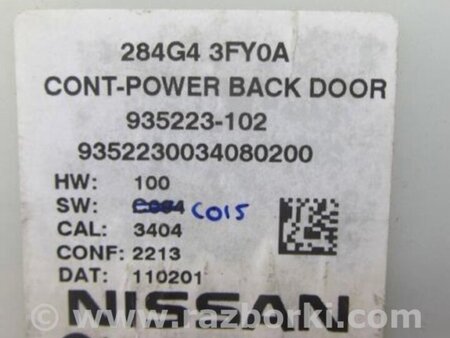 284G4 3FY0A
CONT-POWER BACK DOOR
935223-102
9352230034080200
HW: 100
SW: C004 C015
CAL: 3404
CONF: 2213
DAT: 110201
NISSAN
© www.razborki.com